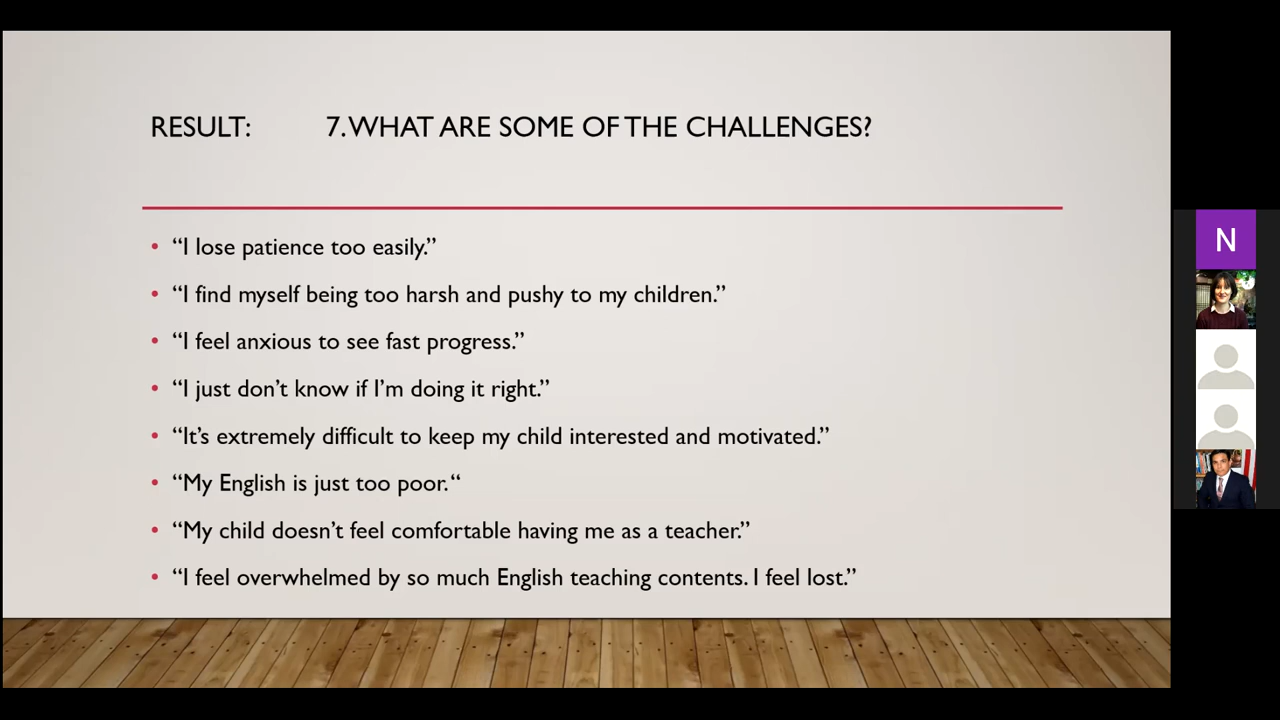 RESULT: 7. WHAT ARE SOME OF THE CHALLENGES?
• “I lose patience too easily.”
• “I find myself being too harsh and pushy to my children.”
• “I feel anxious to see fast progress.”
• “I just don’t know if I’m doing it right.”
• “It’s extremely difficult to keep my child interested and motivated.”
• “My English is just too poor.“
• “My child doesn’t feel comfortable having me as a teacher.”
• “I feel overwhelmed by so much English teaching contents. I feel lost.”
N